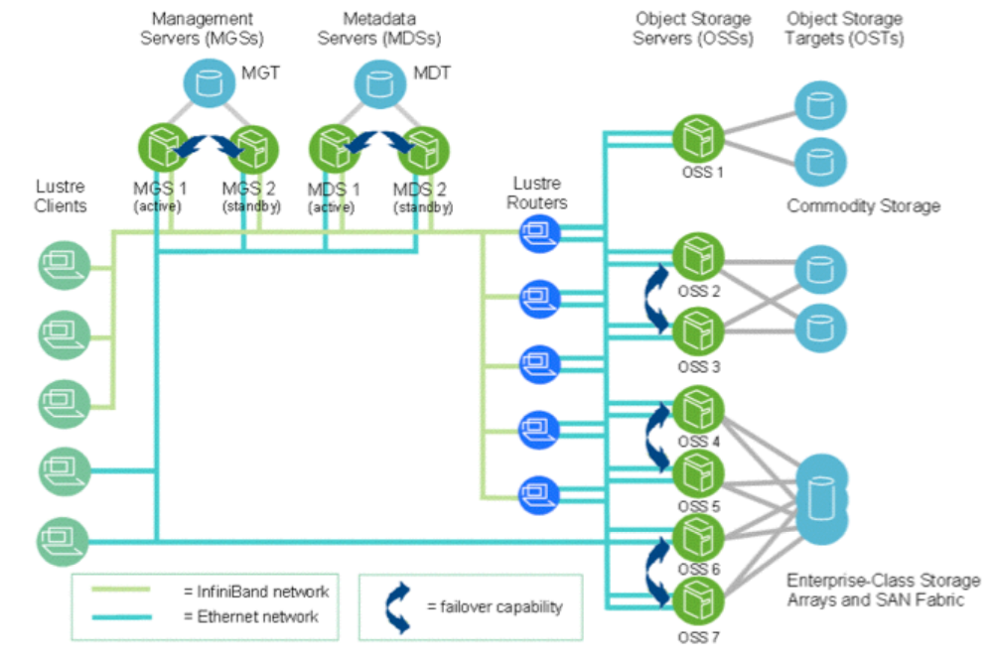 Management
Servers (MGSs)
Metadata
Servers (MDSs)
Object Storage
Servers (OSSs)
Object Storage
Targets (OSTs)
MGT
MDT
OSS 1
Lustre
Clients
MGS 1
(active)
MGS 2
(standby)
MDS 1
(active)
MDS 2
(standby)
Lustre
Routers
Commodity Storage
OSS 2
OSS 3
OSS 4
OSS 5
OSS 6
OSS 7
Enterprise-Class Storage
Arrays and SAN Fabric
= InfiniBand network
= Ethernet network
= failover capability